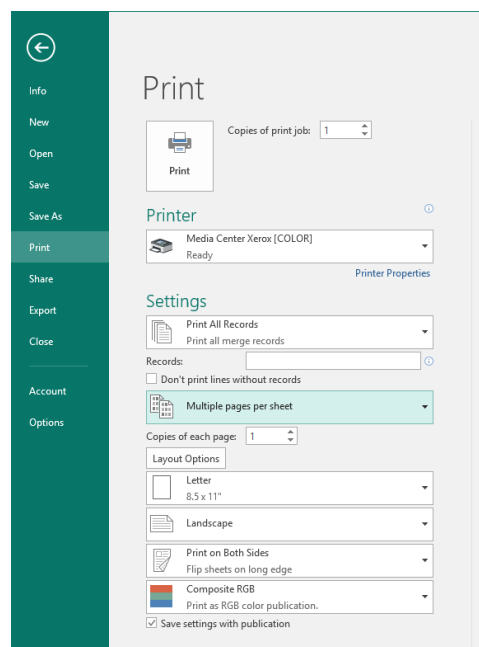 Info
New
Open
Save
Save As
Print
Share
Export
Close
Account
Options
Print
Print
Copies of print job: 1
Printer
Media Center Xerox [COLOR]
Ready
Printer Properties
Settings
Print All Records
Print all merge records
Records:
Don't print lines without records
Multiple pages per sheet
Copies of each page: 1
Layout Options
Letter
8.5 x 11"
Landscape
Print on Both Sides
Flip sheets on long edge
Composite RGB
Print as RGB color publication.
Save settings with publication